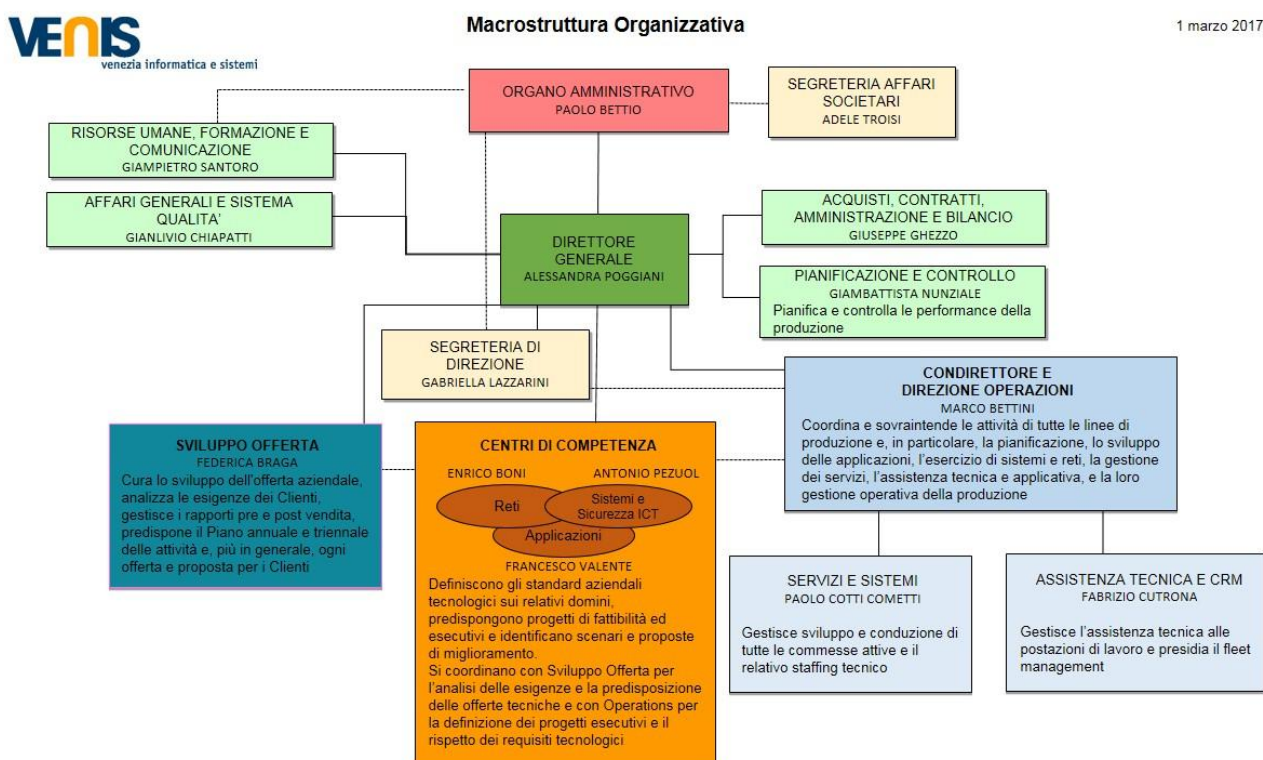 VENIS
venezia informatica e sistemi
Macrostruttura Organizzativa
1 marzo 2017
ORGANO AMMINISTRATIVO
PAOLO BETTIO
SEGRETERIA AFFARI
SOCIETARI
ADELE TROISI
RISORSE UMANE, FORMAZIONE E
COMUNICAZIONE
GIAMPIETRO SANTORO
AFFARI GENERALI E SISTEMA
QUALITA'
GIANLIVIO CHIAPATTI
DIRETTORE
GENERALE
ALESSANDRA POGGIANI
ACQUISTI, CONTRATTI,
AMMINISTRAZIONE E BILANCIO
GIUSEPPE GHEZZO
PIANIFICAZIONE E CONTROLLO
GIAMBATTISTA NUNZIALE
Pianifica e controlla le performance della
produzione
SEGRETERIA DI
DIREZIONE
GABRIELLA LAZZARINI
CONDIRETTORE E
DIREZIONE OPERAZIONI
MARCO BETTINI
Coordina e sovraintende le attività di tutte le linee di
produzione e, in particolare, la pianificazione, lo sviluppo
delle applicazioni, l'esercizio di sistemi e reti, la gestione
dei servizi, l'assistenza tecnica e applicativa, e la loro
gestione operativa della produzione
SVILUPPO OFFERTA
FEDERICA BRAGA
Cura lo sviluppo dell'offerta aziendale,
analizza le esigenze dei Clienti,
gestisce i rapporti pre e post vendita,
predispone il Piano annuale e triennale
delle attività e, più in generale, ogni
offerta e proposta per i Clienti
CENTRI DI COMPETENZA
ENRICO BONI
ANTONIO PEZUOL
Reti
Sistemi e
Sicurezza ICT
Applicazioni
FRANCESCO VALENTE
Definiscono gli standard aziendali
tecnologici sui relativi domini,
predispongono progetti di fattibilità ed
esecutivi e identificano scenari e proposte
di miglioramento.
Si coordinano con Sviluppo Offerta per
l'analisi delle esigenze e la predisposizione
delle offerte tecniche e con Operations per
la definizione dei progetti esecutivi e il
rispetto dei requisiti tecnologici
SERVIZI E SISTEMI
PAOLO COTTI COMETTI
Gestisce sviluppo e conduzione di
tutte le commesse attive e il
relativo staffing tecnico
ASSISTENZA TECNICA E CRM
FABRIZIO CUTRONA
Gestisce l'assistenza tecnica alle
postazioni di lavoro e presidia il fleet
management